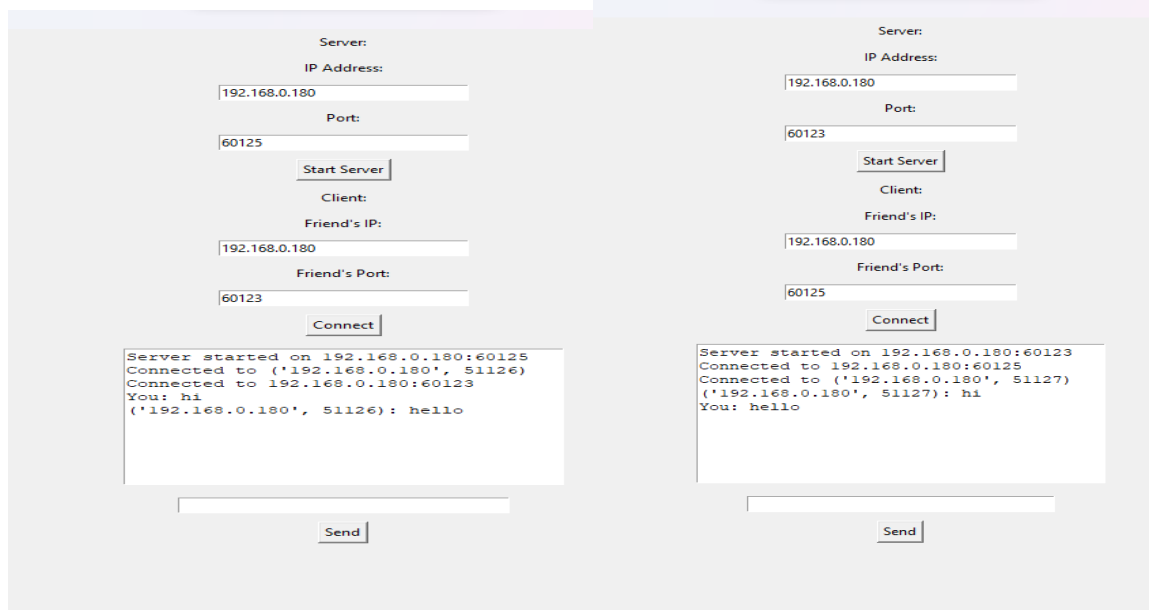 Server:
IP Address:
192.168.0.180
Port:
60125
Start Server
Client:
Friend's IP:
192.168.0.180
Friend's Port:
60123
Connect
Server started on 192.168.0.180:60125
Connected to ('192.168.0.180', 51126)
Connected to 192.168.0.180:60123
You: hi
('192.168.0.180', 51126): hello
Send
Server:
IP Address:
192.168.0.180
Port:
60123
Start Server
Client:
Friend's IP:
192.168.0.180
Friend's Port:
60125
Connect
Server started on 192.168.0.180:60123
Connected to 192.168.0.180:60125
Connected to ('192.168.0.180', 51127)
('192.168.0.180', 51127): hi
You: hello
Send